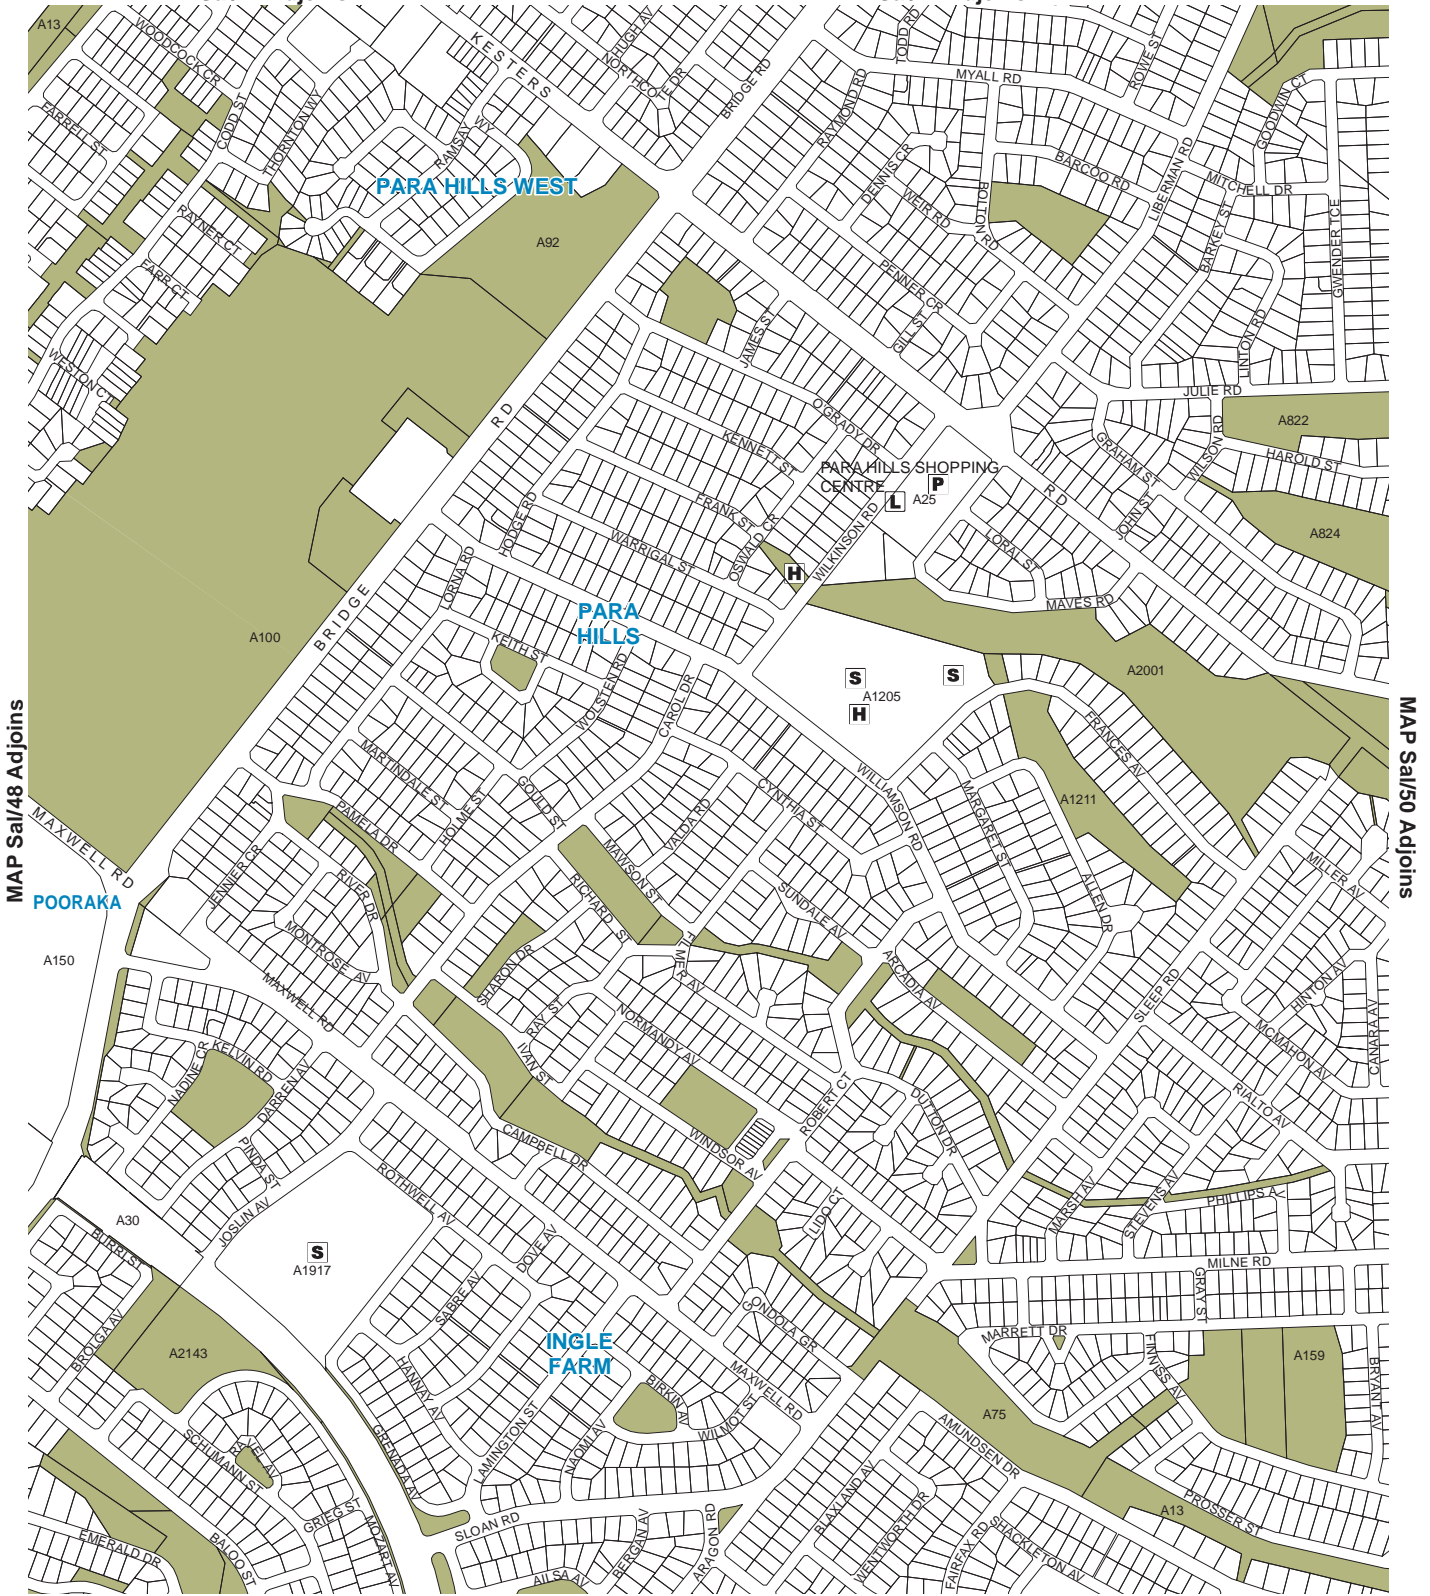 A13
WOODCOCK CR
KESTERS
HUGH AV
BRIDGE RD
TODD RD
MYALL RD
ROWE ST
FARRELL ST
CODD ST
THORNTON WY
RAMSAY
WY
RAYMOND RD
GOODWIN CT
DENNIS CR
BARCOO RD
LIBERMAN RD
MITCHELL DR
PARA HILLS WEST
RAYNER CT
WEIR RD
BOLTON
RD
BARKEY ST
GWENDER TCE
A92
FARR CT
PENNER CR
JAMES ST
GILL ST
LINTON RD
WESTON CT
JULIE RD
RD
O'GRADY DR
A822
KENNETT ST
GRAHAM ST
WILSON RD
HAROLD ST
PARA HILLS SHOPPING
CENTRE
P
L
A25
RD
FRANK ST
HODGE RD
OSWALD CR
WILKINSON RD
JOHN ST
A824
WARRIGAL ST
LORAL ST
LORNA RD
H
MAVES RD
BRIDGE
PARA
HILLS
A100
KEITH ST
WOLSTEN RD
CAROL DR
S
S
A1205
H
A2001
MAP Sal/48 Adjoins
MAP Sal/50 Adjoins
FRANCES AV
MARTINDALE ST
GOULD ST
HOLME ST
CYNTHIA ST
WILLIAMSON RD
MARGARET ST
A1211
MAXWELL RD
PAMELA DR
VALDA RD
MAWSON ST
MILLER AV
JENNIER CR
RIVER DR
RICHARD ST
SUNDALE AV
ALLEN DR
POORAKA
MONTROSE AV
FILMER AV
A150
SHARON DR
ARCADIA AV
SLEEP RD
HINTON AV
MAXWELL RD
RAY ST
NORMANDY AV
MCMAHON AV
CANARA AV
KELVIN RD
NADINE CR
DARREN AV
IVAN ST
ROBERT CT
DUTTON DR
RIALTO AV
PINDA ST
CAMPBELL DR
WINDSOR AV
ROTHWELL AV
MARSH AV
STEVENS AV
PHILLIPS AV
JOSLIN AV
A30
BURRI ST
LIDO CT
S
A1917
DOVE AV
MILNE RD
SABRE AV
GRAY ST
GONDOLA GR
BROLGA AV
A2143
INGLE
FARM
MARRETT DR
FINNISS AV
A159
HANNA AV
BIRKIN AV
MAXWELL RD
BRYANT AV
WILMOT ST
A75
AMUNDSEN DR
SCHUMANN ST
RAVEL AV
GRENADA AV
AMINGTON ST
NAOMI AV
BLAXLAND AV
PROSSER ST
A13
GRIEG ST
MOZART AV
SLOAN RD
BERGAN AV
ARAGON RD
WENTWORTH DR
FAIRFAX RD
SHACKLETON AV
EMERALD DR
BALOO ST
AILSA AV